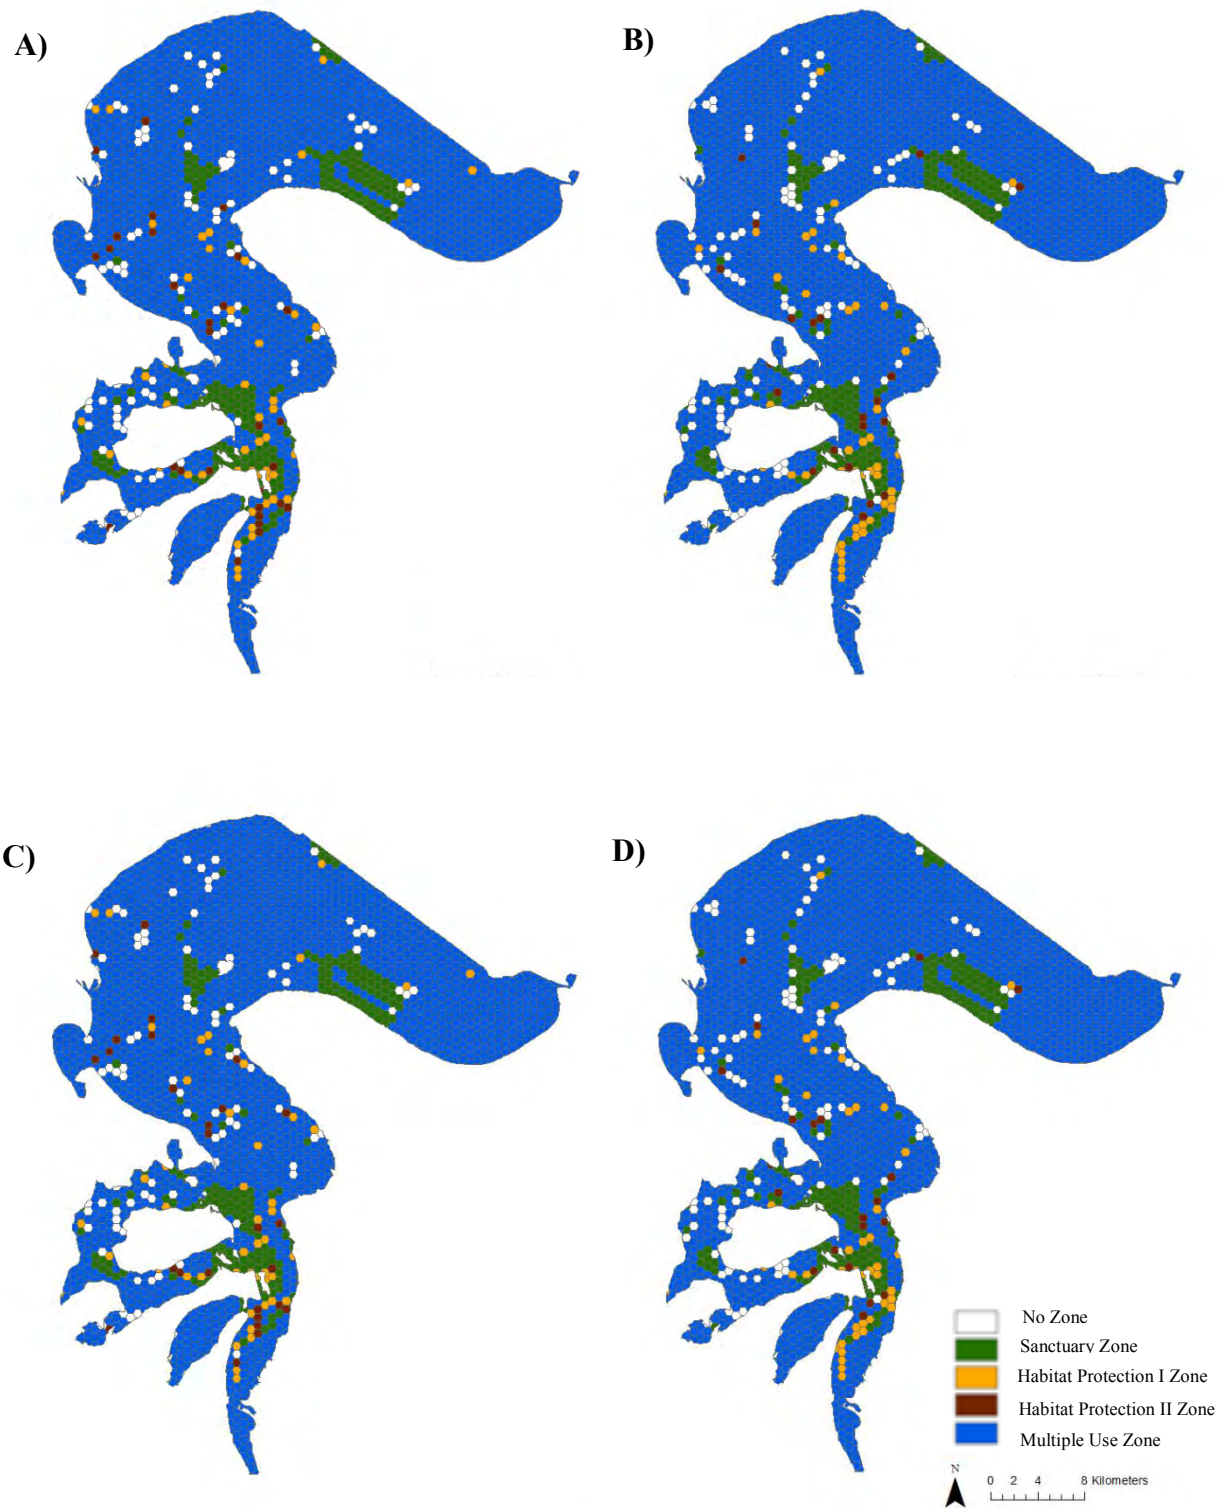 A)
B)
C)
D)
No Zone
Sanctuary Zone
Habitat Protection I Zone
Habitat Protection II Zone
Multiple Use Zone
N
0 2 4 8 Kilometers